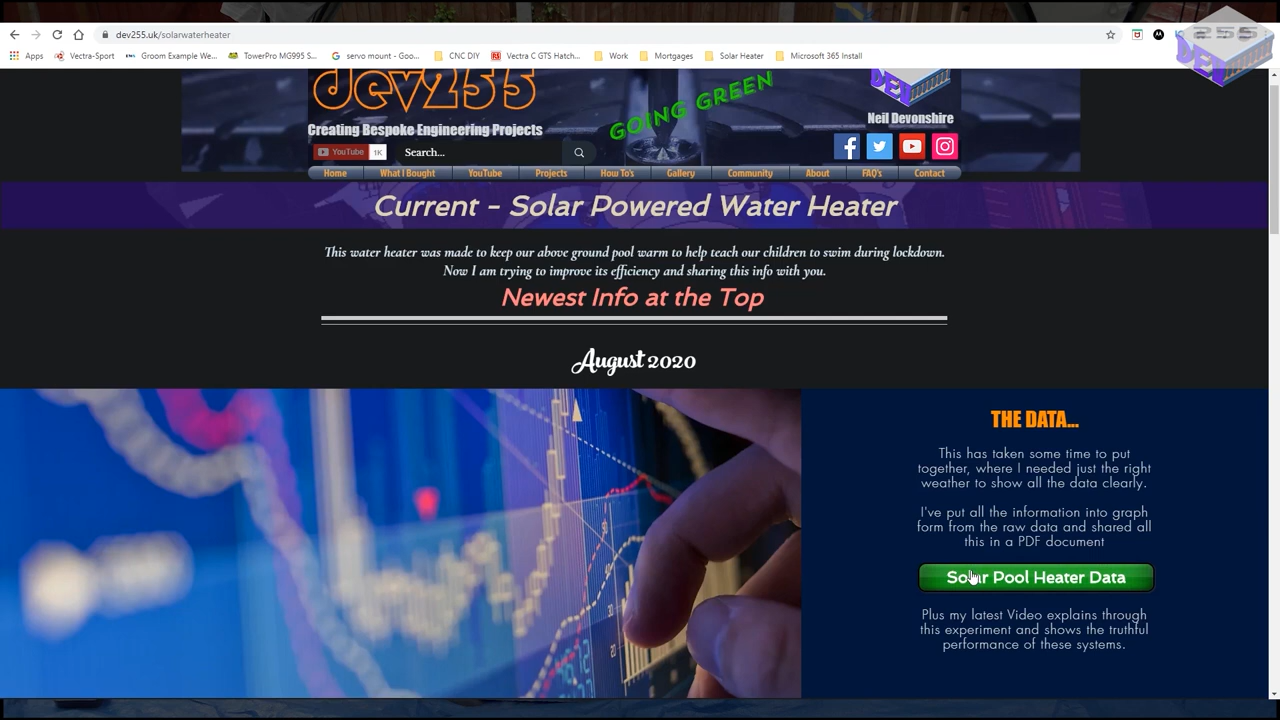 dev255.uk/solarwaterheater
Apps Vectra-Sport Groom Example We... TowerPro MG995 S... servo mount - Goo... CNC DIY Vectra C GTS Hatch... Work Mortgages Solar Heater Microsoft 365 Install
255
DEV
dev255
GOING GREEN
Creating Bespoke Engineering Projects
Neil Devonshire
YouTube 1K
Search...
Home What I Bought YouTube Projects How To's Gallery Community About FAQ's Contact
Current - Solar Powered Water Heater
This water heater was made to keep our above ground pool warm to help teach our children to swim during lockdown.
Now I am trying to improve its efficiency and sharing this info with you.
Newest Info at the Top
August 2020
THE DATA...
This has taken some time to put
together, where I needed just the right
weather to show all the data clearly.
I've put all the information into graph
form from the raw data and shared all
this in a PDF document
Solar Pool Heater Data
Plus my latest Video explains through
this experiment and shows the truthful
performance of these systems.